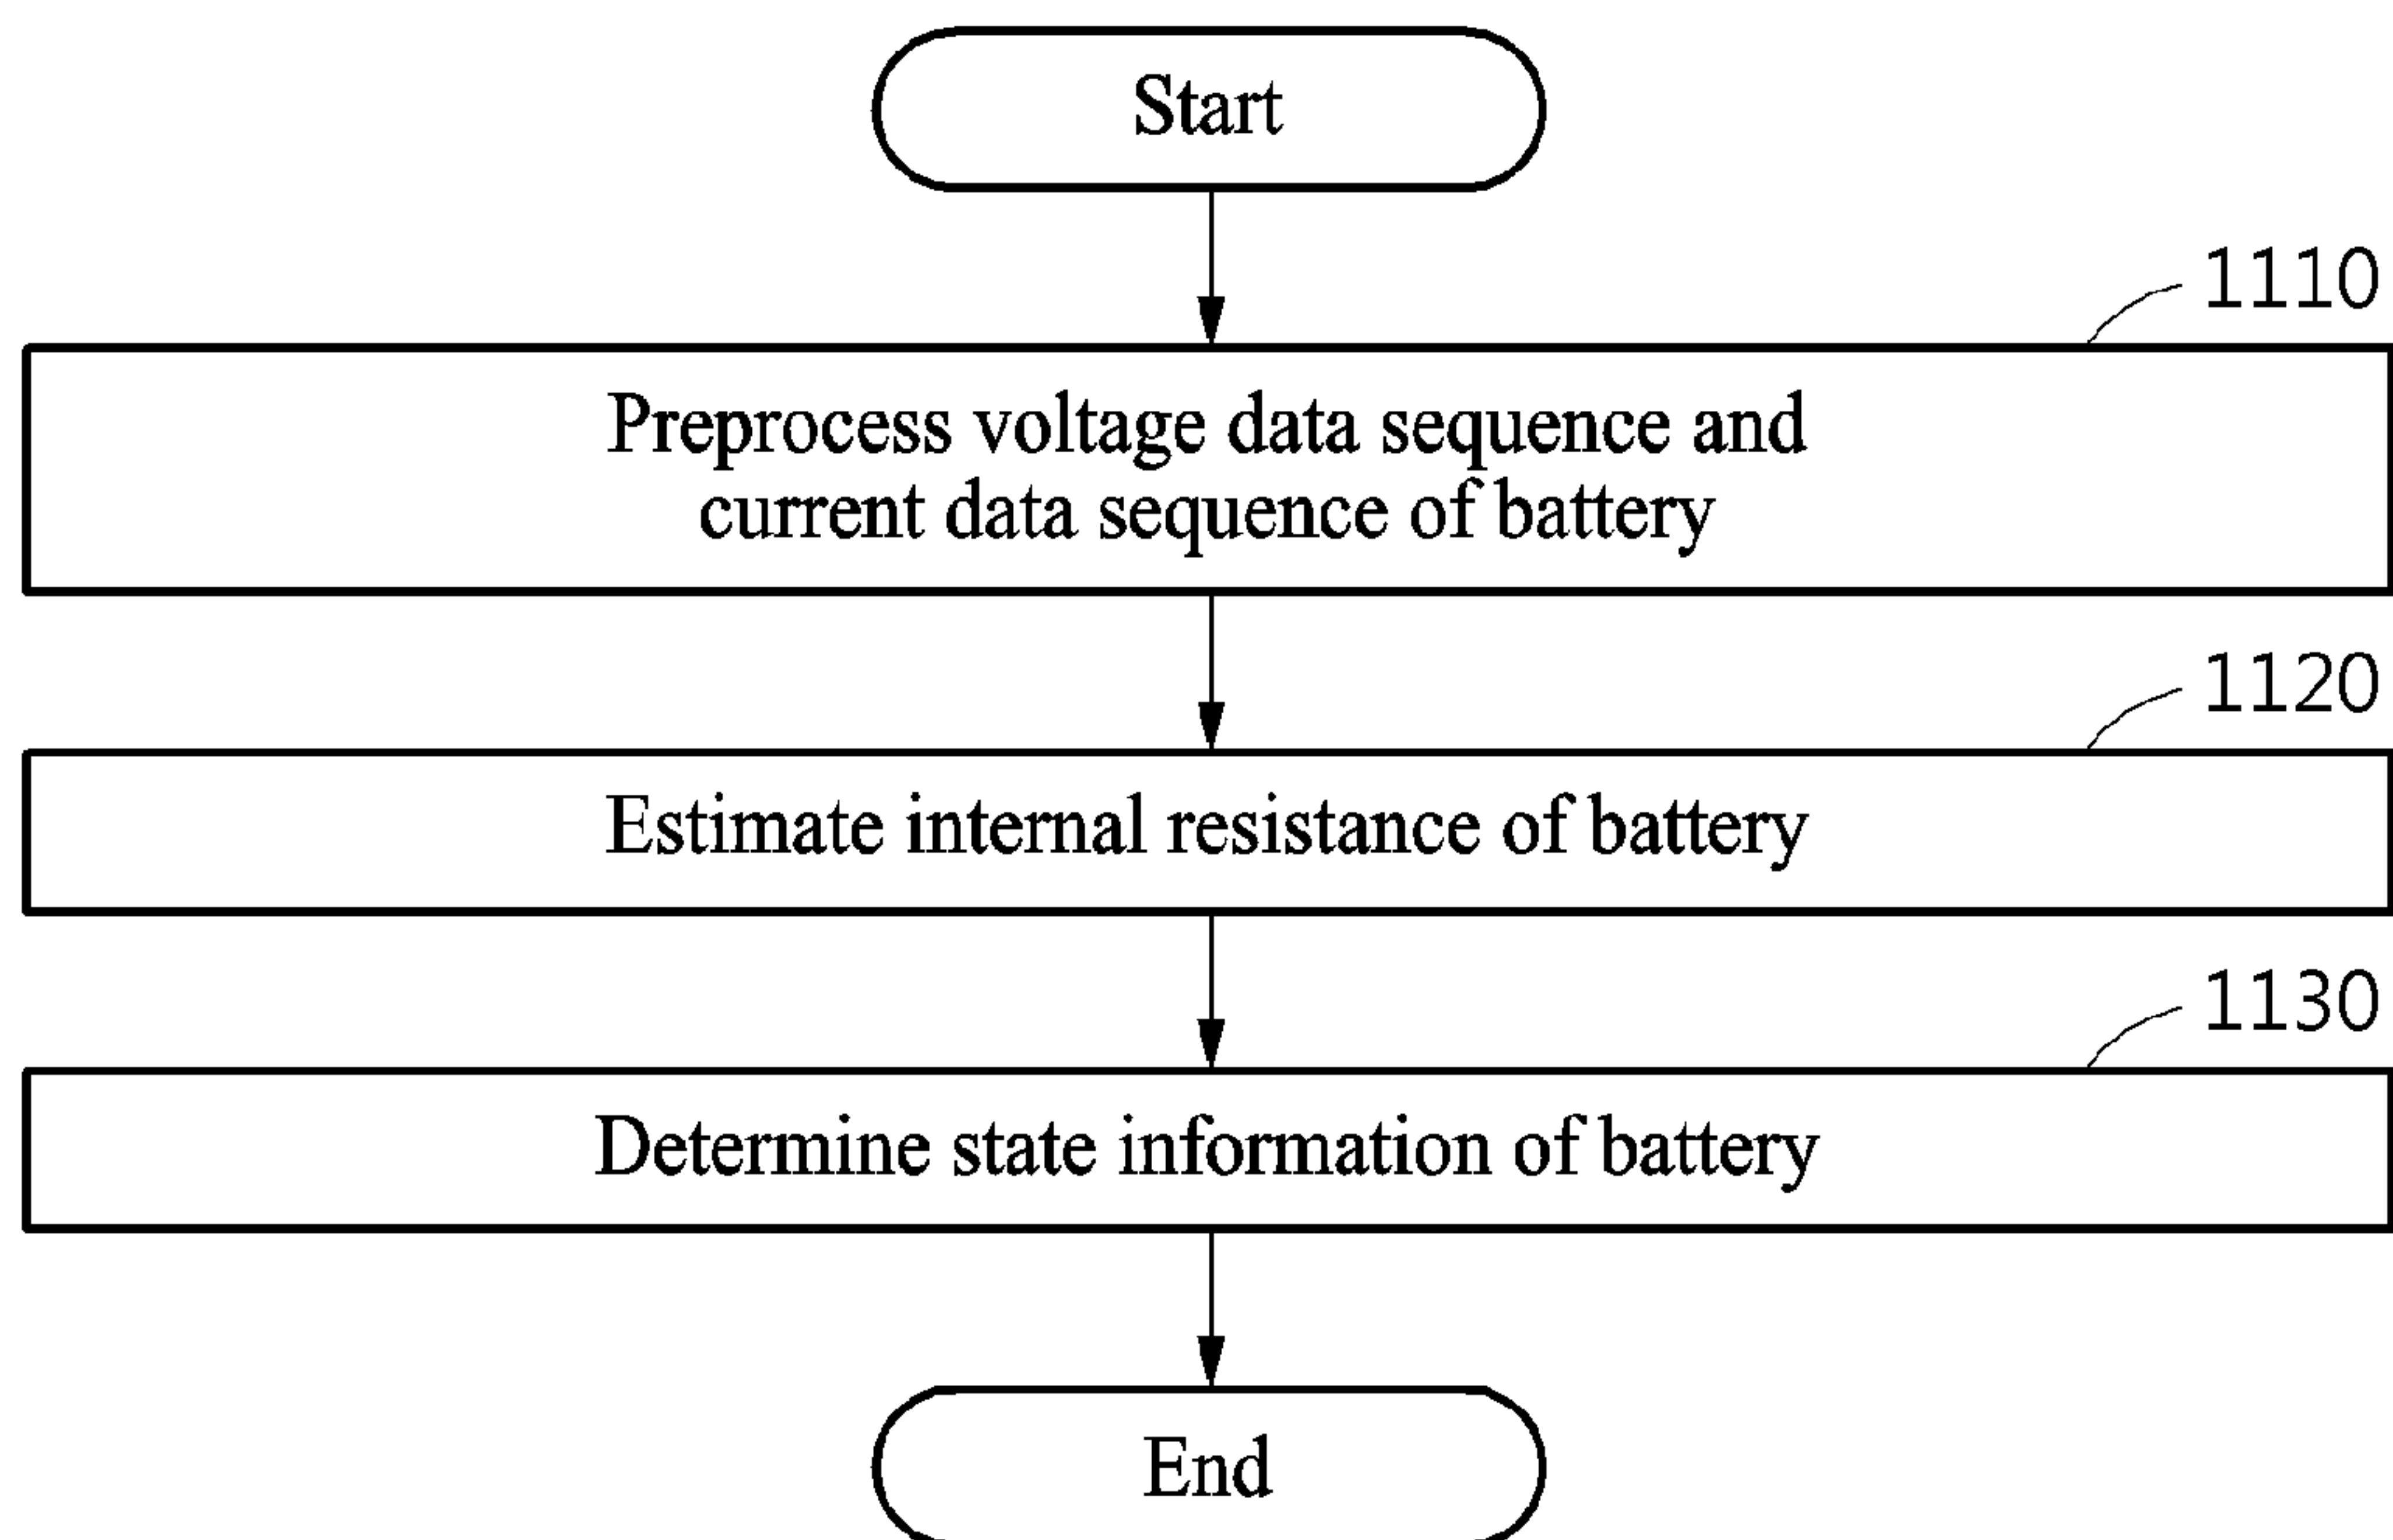 Start
1110
Preprocess voltage data sequence and
current data sequence of battery
1120
Estimate internal resistance of battery
1130
Determine state information of battery
End